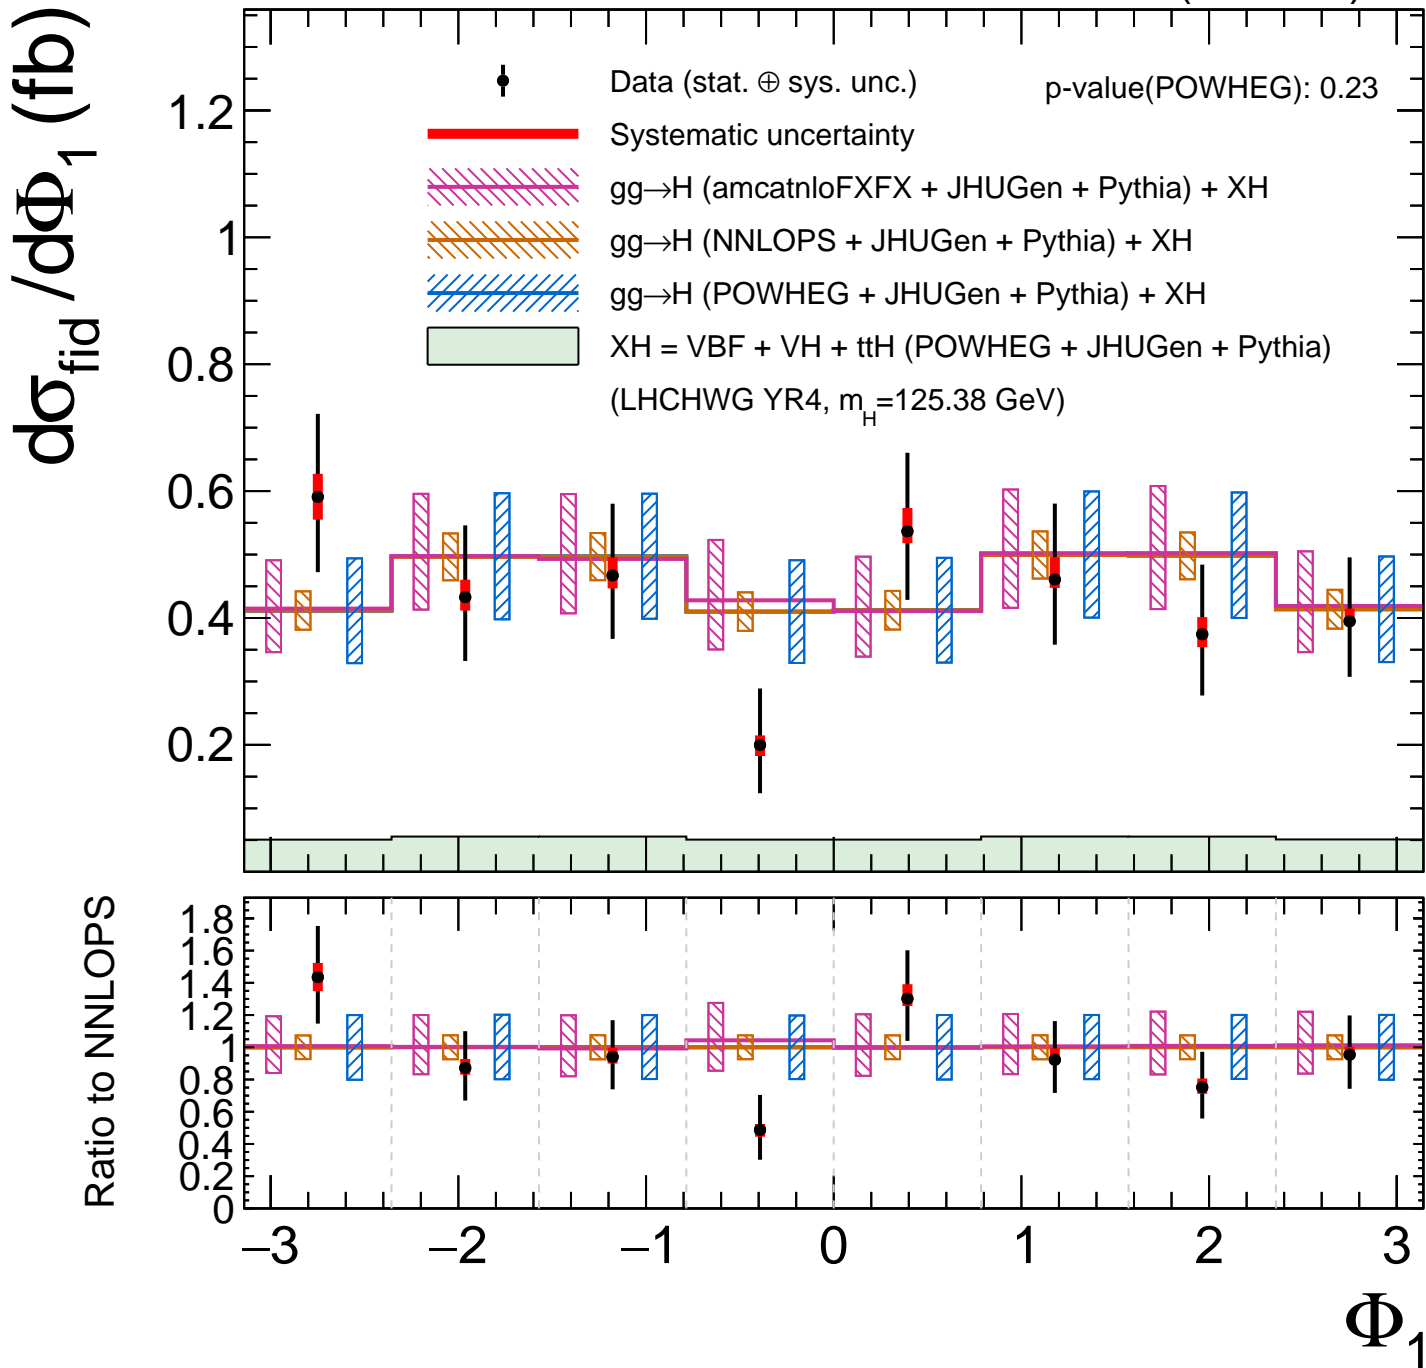 dσfid /dΦ1 (fb)
1.2
1
0.8
0.6
0.4
0.2
Data (stat. ⊕ sys. unc.)
p-value(POWHEG): 0.23
Systematic uncertainty
gg→H (amcatnloFXFX + JHUGen + Pythia) + XH
gg→H (NNLOPS + JHUGen + Pythia) + XH
gg→H (POWHEG + JHUGen + Pythia) + XH
XH = VBF + VH + ttH (POWHEG + JHUGen + Pythia)
(LHCHWG YR4, mH=125.38 GeV)
Ratio to NNLOPS
1.8
1.6
1.4
1.2
1
0.8
0.6
0.4
0.2
0
−3 −2 −1 0 1 2 3
Φ1